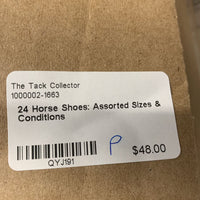 The Tack Collector
1000002-1663
24 Horse Shoes: Assorted Sizes &
Conditions
P
$48.00
QYJ191